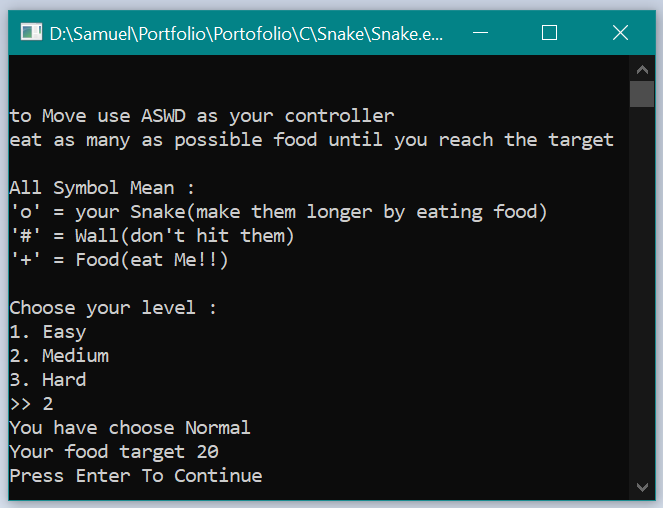 D:\Samuel\Portfolio\Portofolio\C\Snake\Snake.e...
to Move use ASWD as your controller
eat as many as possible food until you reach the target
All Symbol Mean :
'o' = your Snake(make them longer by eating food)
'#' = Wall(don't hit them)
'+' = Food(eat Me!!)
Choose your level :
1. Easy
2. Medium
3. Hard
>> 2
You have choose Normal
Your food target 20
Press Enter To Continue